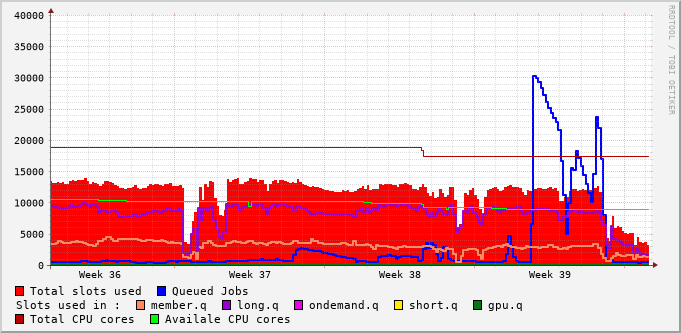 40000
35000
30000
25000
20000
15000
10000
5000
0
Week 36 Week 37 Week 38 Week 39
Total slots used Queued Jobs
Slots used in : member.q long.q ondemand.q short.q gpu.q
Total CPU cores Availale CPU cores
RRDTOOL / TOBI OETIKER